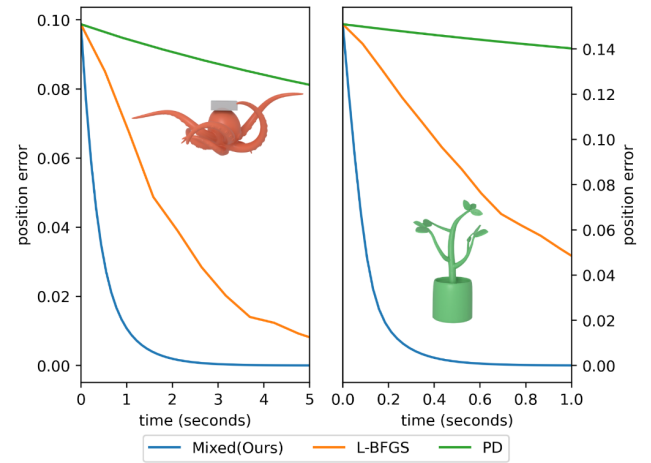 position error
0.10
0.08
0.06
0.04
0.02
0.00
0 1 2 3 4 5
time (seconds)
0.14
0.12
0.10
0.08
0.06
0.04
0.02
0.00
position error
0.0 0.2 0.4 0.6 0.8 1.0
time (seconds)
Mixed(Ours) L-BFGS PD